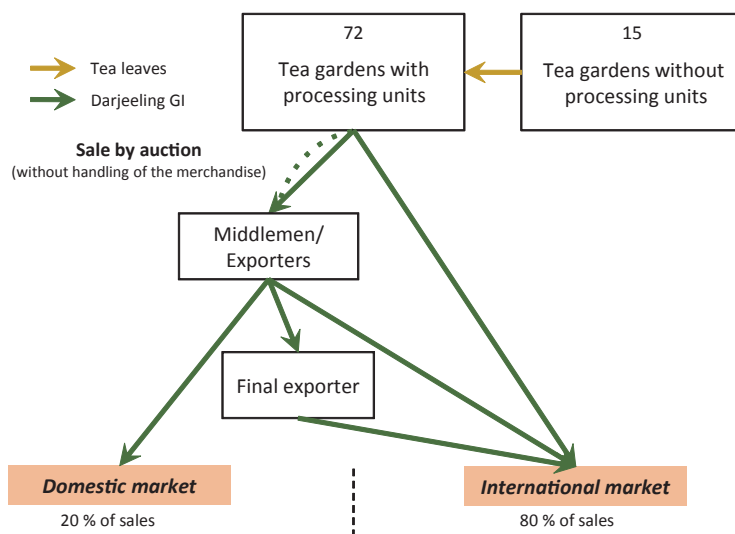 72
Tea gardens with
processing units
15
Tea gardens without
processing units
Tea leaves
Darjeeling GI
Sale by auction
(without handling of the merchandise)
Middlemen/
Exporters
Final exporter
Domestic market
20 % of sales
International market
80 % of sales